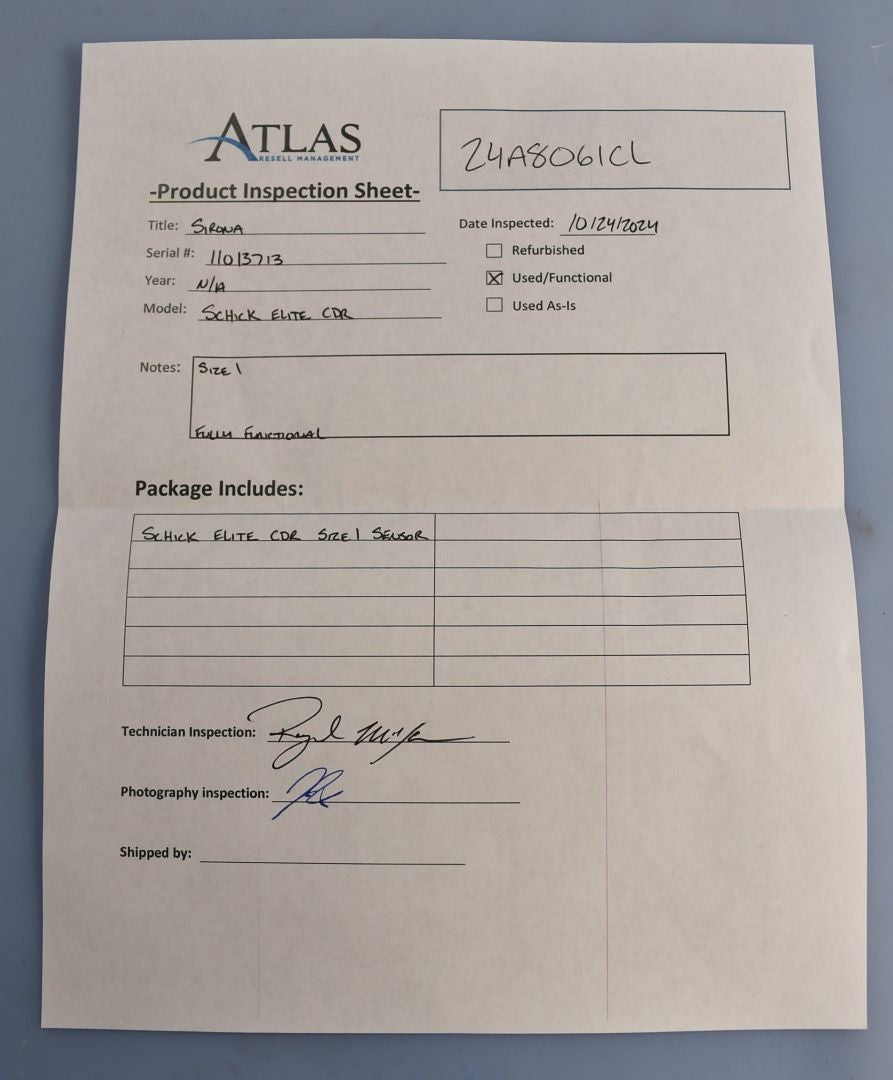 ATLAS
RESELL MANAGEMENT
24A8061CL
-Product Inspection Sheet-
Title: SIRONA
Date Inspected: 10/24/2024
Serial #: 11013713
Refurbished
Year: N/A
Used/Functional
Model: SCHICK ELITE CDR
Used As-Is
Notes: SIZE 1
FULLY FUNCTIONAL
Package Includes:
SCHICK ELITE CDR SIZE 1 SENSOR
Technician Inspection:
Photography inspection:
Shipped by: